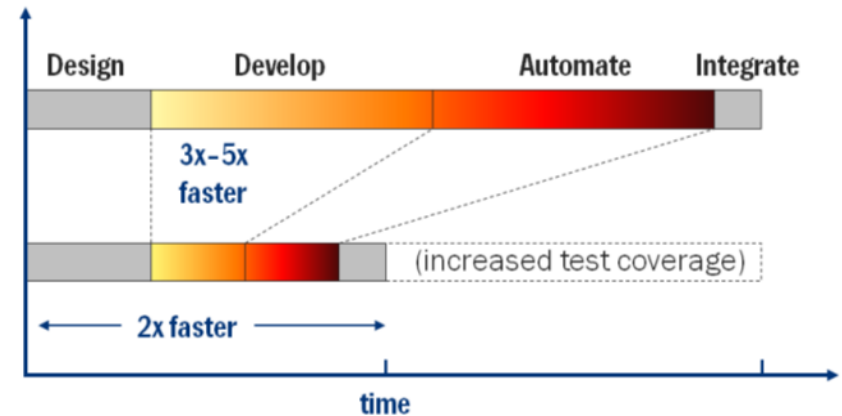 Design Develop Automate Integrate
3x–5x
faster
(increased test coverage)
2x faster
time